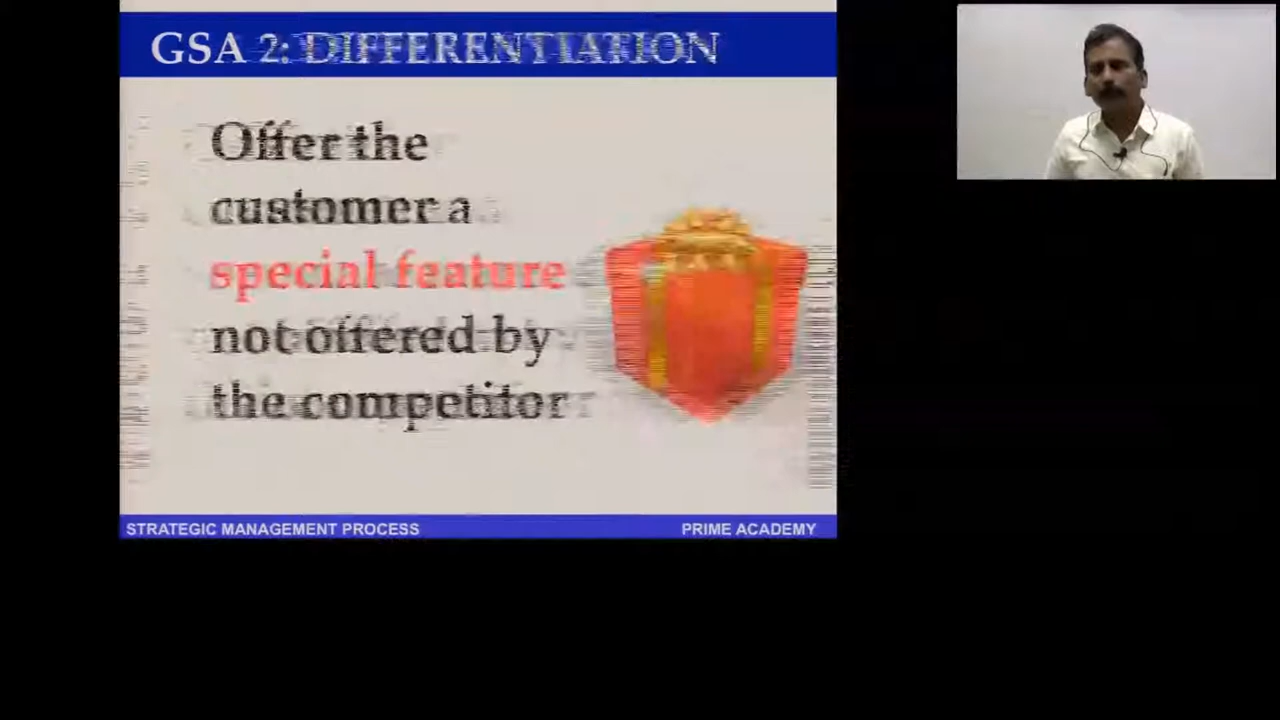 GSA 2: DIFFERENTIATION
Offer the
customer a
special feature
not offered by
the competitor
STRATEGIC MANAGEMENT PROCESS
PRIME ACADEMY